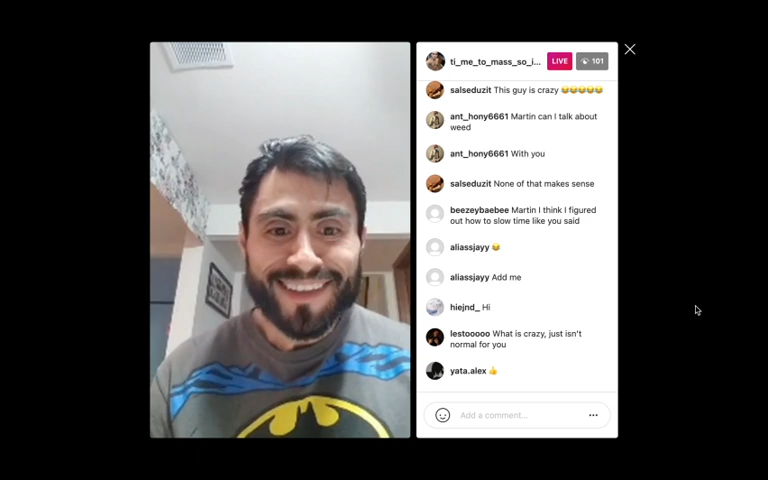 ti_me_to_mass_so_i... LIVE 101
salseduzit This guy is crazy 😂😂😂😂😂
ant_hony6661 Martin can I talk about
weed
ant_hony6661 With you
salseduzit None of that makes sense
beezeybaebee Martin I think I figured
out how to slow time like you said
aliassjayy 😂
aliassjayy Add me
hiejnd_ Hi
lestooooo What is crazy, just isn't
normal for you
yata.alex 👍
Add a comment...